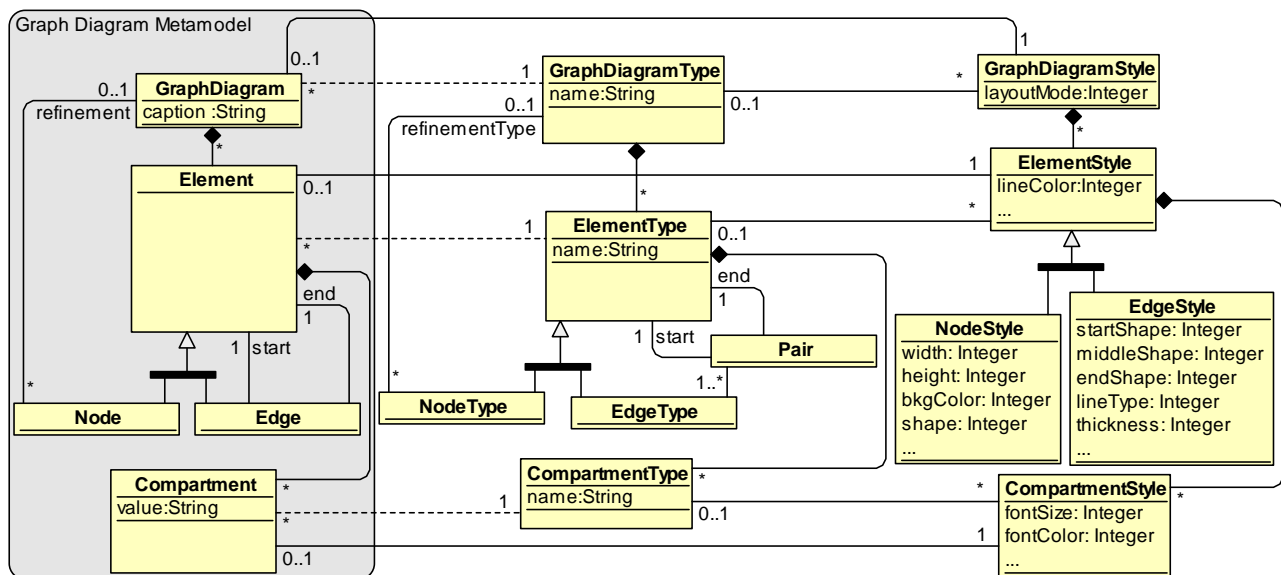 Graph Diagram Metamodel
0..1
1
0..1
GraphDiagram
caption :String
refinement
*
*
1
GraphDiagramType
name:String
0..1
refinementType
0..1
*
GraphDiagramStyle
layoutMode:Integer
*
Element
0..1
1
ElementStyle
lineColor:Integer
...
*
*
1
ElementType
name:String
0..1
*
end
1
1
start
end
1
1
start
Pair
1..*
*
Node
Edge
*
NodeType
EdgeType
NodeStyle
width: Integer
height: Integer
bkgColor: Integer
shape: Integer
...
EdgeStyle
startShape: Integer
middleShape: Integer
endShape: Integer
lineType: Integer
thickness: Integer
...
Compartment
value:String
*
*
0..1
1
CompartmentType
name:String
*
0..1
*
1
CompartmentStyle
fontSize: Integer
fontColor: Integer
...
*